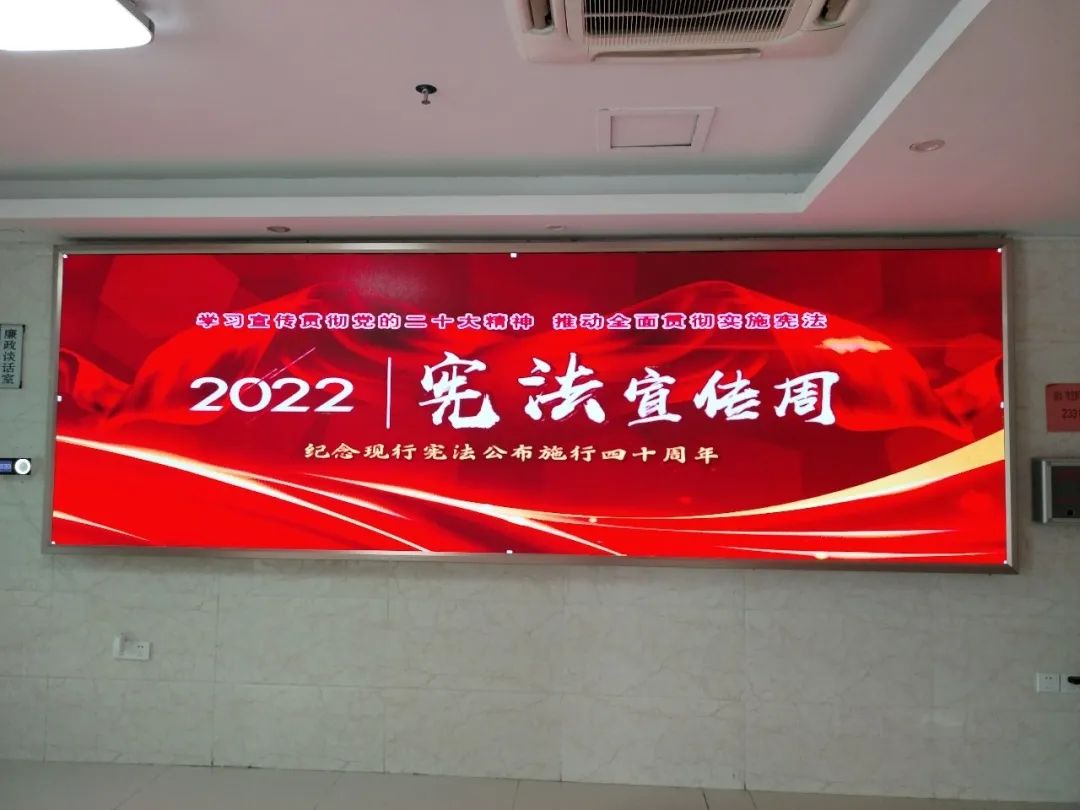 学习宣传贯彻党的二十大精神 推动全面贯彻实施宪法
2022 | 宪法宣传周
纪念现行宪法公布施行四十周年
廉政谈话室